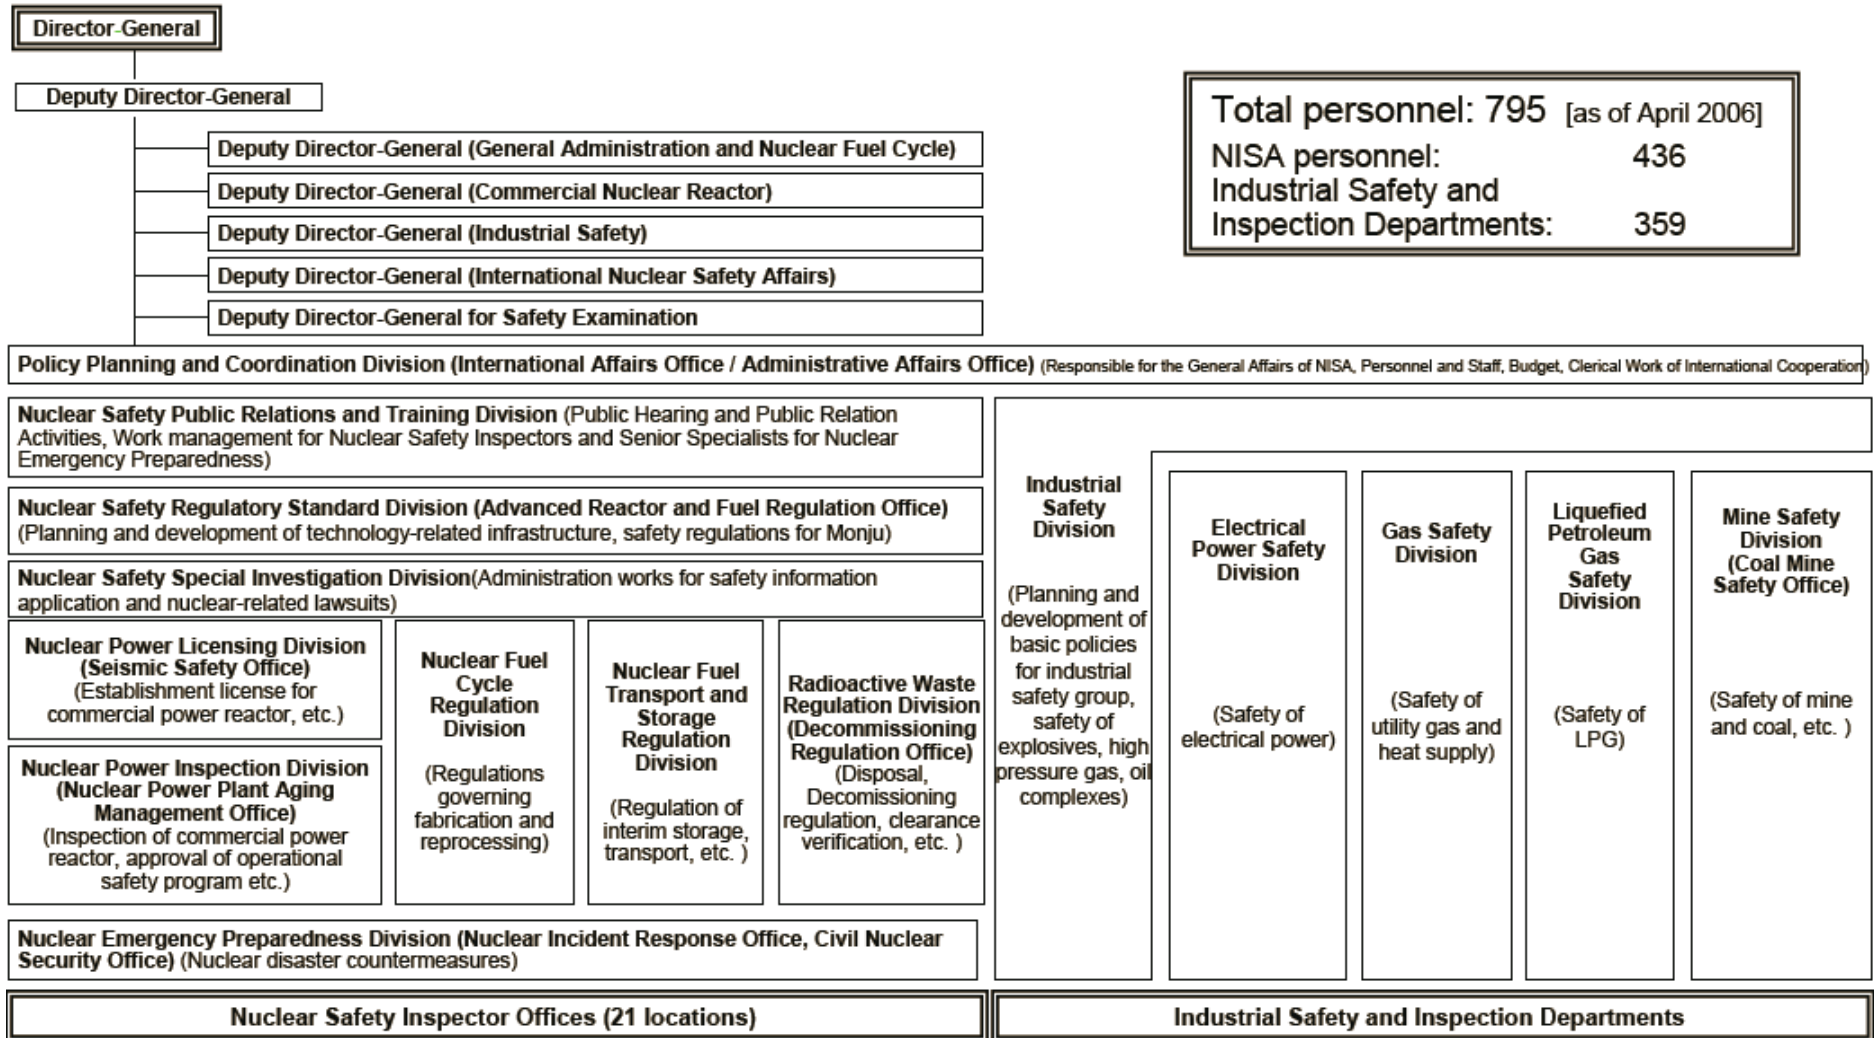 Director-General
Deputy Director-General
Total personnel: 795 [as of April 2006]
NISA personnel: 436
Industrial Safety and
Inspection Departments: 359
Deputy Director-General (General Administration and Nuclear Fuel Cycle)
Deputy Director-General (Commercial Nuclear Reactor)
Deputy Director-General (Industrial Safety)
Deputy Director-General (International Nuclear Safety Affairs)
Deputy Director-General for Safety Examination
Policy Planning and Coordination Division (International Affairs Office / Administrative Affairs Office) (Responsible for the General Affairs of NISA, Personnel and Staff, Budget, Clerical Work of International Cooperation)
Nuclear Safety Public Relations and Training Division (Public Hearing and Public Relation
Activities, Work management for Nuclear Safety Inspectors and Senior Specialists for Nuclear
Emergency Preparedness)
Nuclear Safety Regulatory Standard Division (Advanced Reactor and Fuel Regulation Office)
(Planning and development of technology-related infrastructure, safety regulations for Monju)
Nuclear Safety Special Investigation Division(Administration works for safety information
application and nuclear-related lawsuits)
Nuclear Power Licensing Division
(Seismic Safety Office)
(Establishment license for
commercial power reactor, etc.)
Nuclear Power Inspection Division
(Nuclear Power Plant Aging
Management Office)
(Inspection of commercial power
reactor, approval of operational
safety program etc.)
Nuclear Fuel
Cycle
Regulation
Division
(Regulations
governing
fabrication and
reprocessing)
Nuclear Fuel
Transport and
Storage
Regulation
Division
(Regulation of
interim storage,
transport, etc. )
Radioactive Waste
Regulation Division
(Decommissioning
Regulation Office)
(Disposal,
Decomissioning
regulation, clearance
verification, etc. )
Nuclear Emergency Preparedness Division (Nuclear Incident Response Office, Civil Nuclear
Security Office) (Nuclear disaster countermeasures)
Nuclear Safety Inspector Offices (21 locations)
Industrial
Safety
Division
(Planning and
development of
basic policies
for industrial
safety group,
safety of
explosives, high
pressure gas, oil
complexes)
Electrical
Power Safety
Division
(Safety of
electrical power)
Gas Safety
Division
(Safety of
utility gas and
heat supply)
Liquefied
Petroleum
Gas
Safety
Division
(Safety of
LPG)
Mine Safety
Division
(Coal Mine
Safety Office)
(Safety of mine
and coal, etc. )
Industrial Safety and Inspection Departments